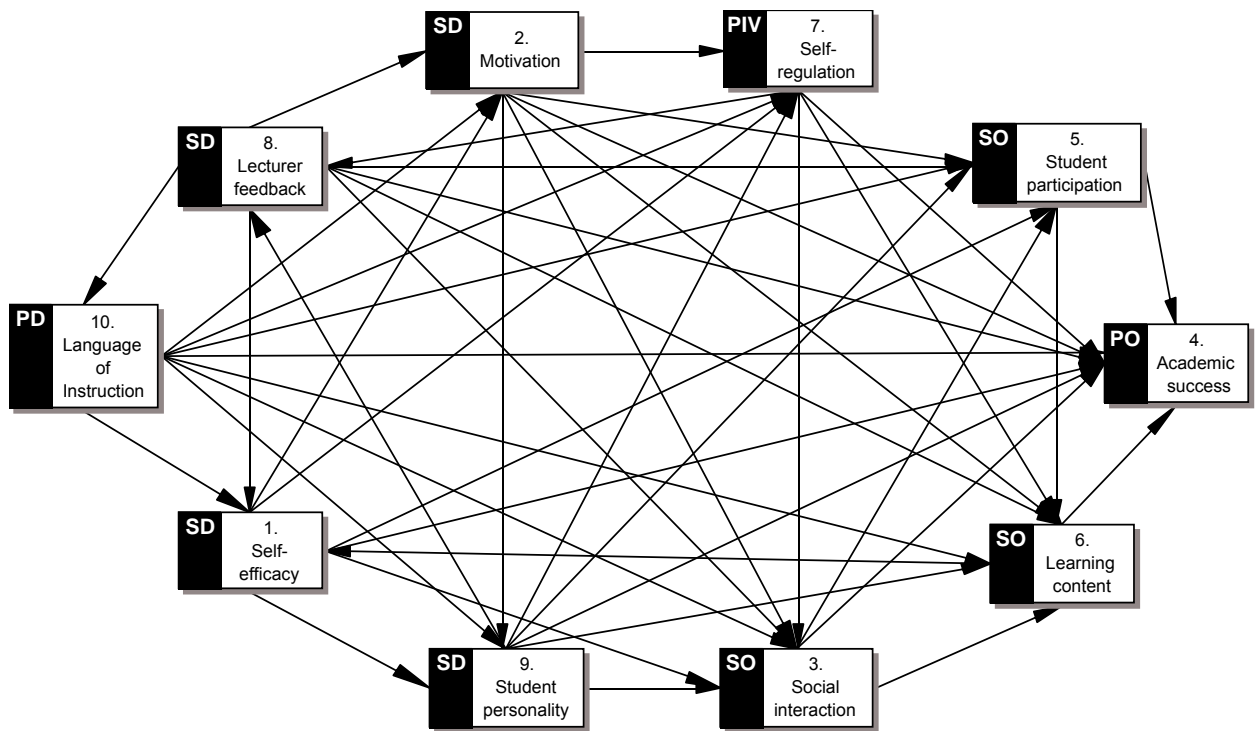 SD
2.
Motivation
PIV
7.
Self-
regulation
SD
8.
Lecturer
feedback
SO
5.
Student
participation
PD
10.
Language
of
Instruction
PO
4.
Academic
success
SD
1.
Self-
efficacy
SO
6.
Learning
content
SD
9.
Student
personality
SO
3.
Social
interaction